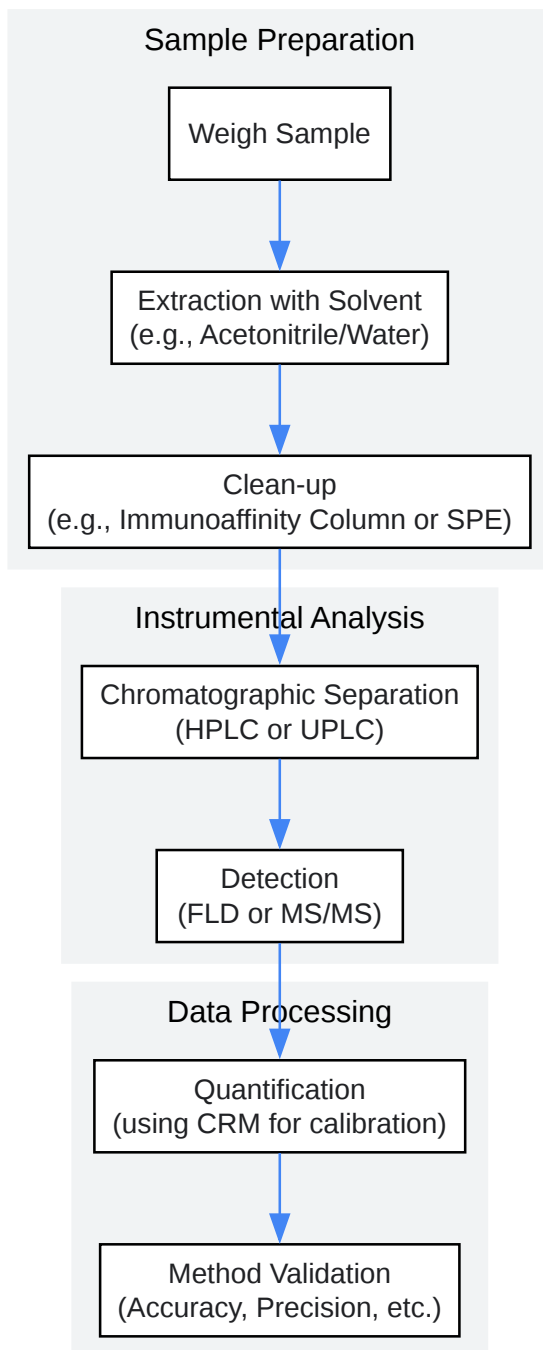 Sample Preparation
Weigh Sample
Extraction with Solvent
(e.g., Acetonitrile/Water)
Clean-up
(e.g., Immunoaffinity Column or SPE)
Instrumental Analysis
Chromatographic Separation
(HPLC or UPLC)
Detection
(FLD or MS/MS)
Data Processing
Quantification
(using CRM for calibration)
Method Validation
(Accuracy, Precision, etc.)